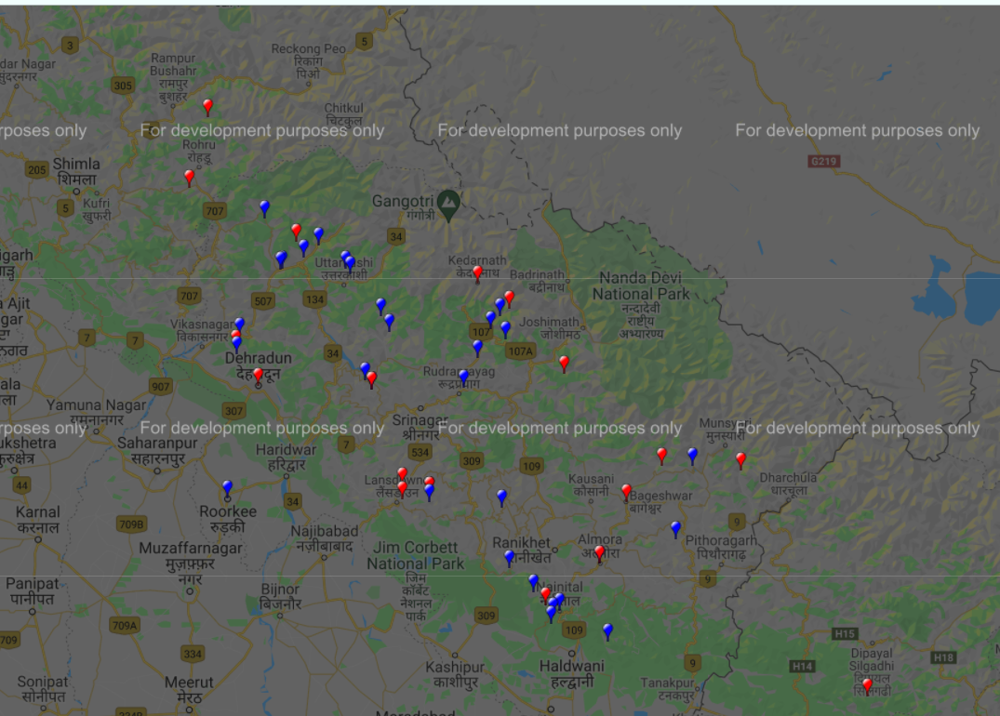 3
5
Reckong Peo
रिकांग
पिओ
Rampur
Bushahr
रामपुर
बुशहर
dar Nagar
सुंदरनगर
305
Chitkul
चिटकुल
rposes only
For development purposes only
For development purposes only
For development purposes only
Rohru
रोहड़ू
G219
205
Shimla
शिमला
5
Kufri
कुफरी
707
Gangotri
गंगोत्री
34
igarh
Uttarkashi
उत्तरकाशी
Kedarnath
केदारनाथ
Badrinath
बद्रीनाथ
Nanda Devi
National Park
नन्दादेवी
राष्ट्रीय
अभ्यारण्य
707
507
134
a Ajit
gar
7
7
Vikasnagar
विकासनगर
107
Joshimath
जोशीमठ
34
107A
Dehradun
देहरादून
907
Rudraprayag
रूद्रप्रयाग
ala
ला
Yamuna Nagar
यमुनानगर
307
Srinagar
श्रीनगर
Munsyari
मुनस्यारी
rposes only
For development purposes only
For development purposes only
For development purposes only
ukshetra
कुरुक्षेत्र
Saharanpur
सहारनपुर
7
Haridwar
हरिद्वार
534
309
109
44
Lansdowne
लैंसडाउन
Kausani
कौसानी
Dharchula
धारचूला
34
Bageshwar
बागेश्वर
Karnal
करनाल
709B
Roorkee
रुड़की
9
Najibabad
नज़ीबाबाद
Jim Corbett
National Park
जिम
कॉर्बेट
नेशनल
पार्क
Ranikhet
रानीखेत
Almora
अल्मोरा
Pithoragarh
पिथौरागढ़
Muzaffarnagar
मुज़फ़्फ़र
नगर
9
Panipat
पानीपत
Bijnor
बिजनौर
Nainital
709A
309
109
H15
709
334
H14
H18
Dipayal
Silgadhi
दिपायल
सिलगढी
Kashipur
काशीपुर
Haldwani
हल्द्वानी
9
Sonipat
सोनीपत
Meerut
मेरठ
Tanakpur
टनकपुर
334B
Moradabad